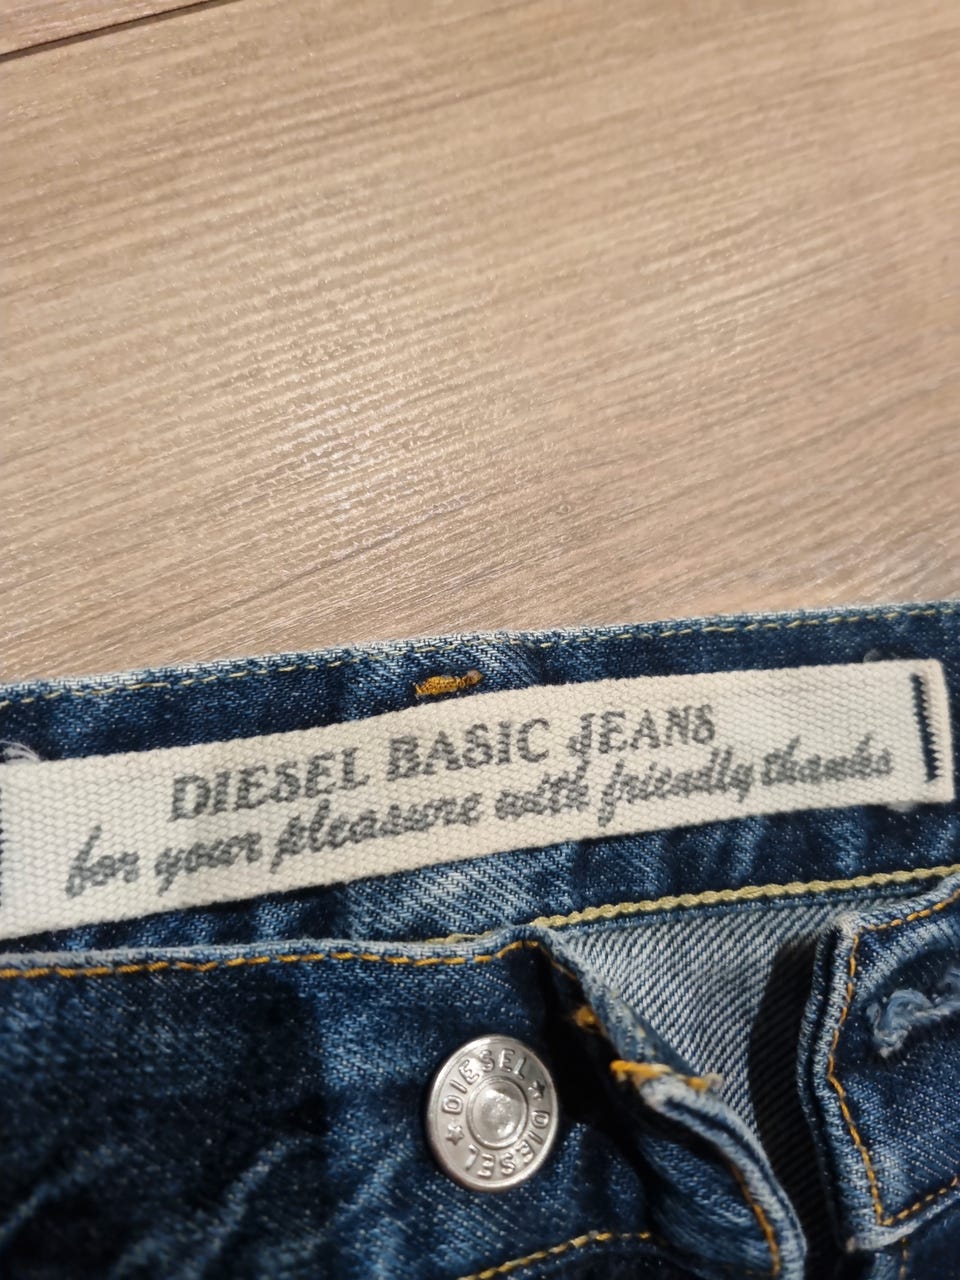 DIESEL BASIC JEANS
for your pleasure with friendly thanks
DIESEL ★ DIESEL ★